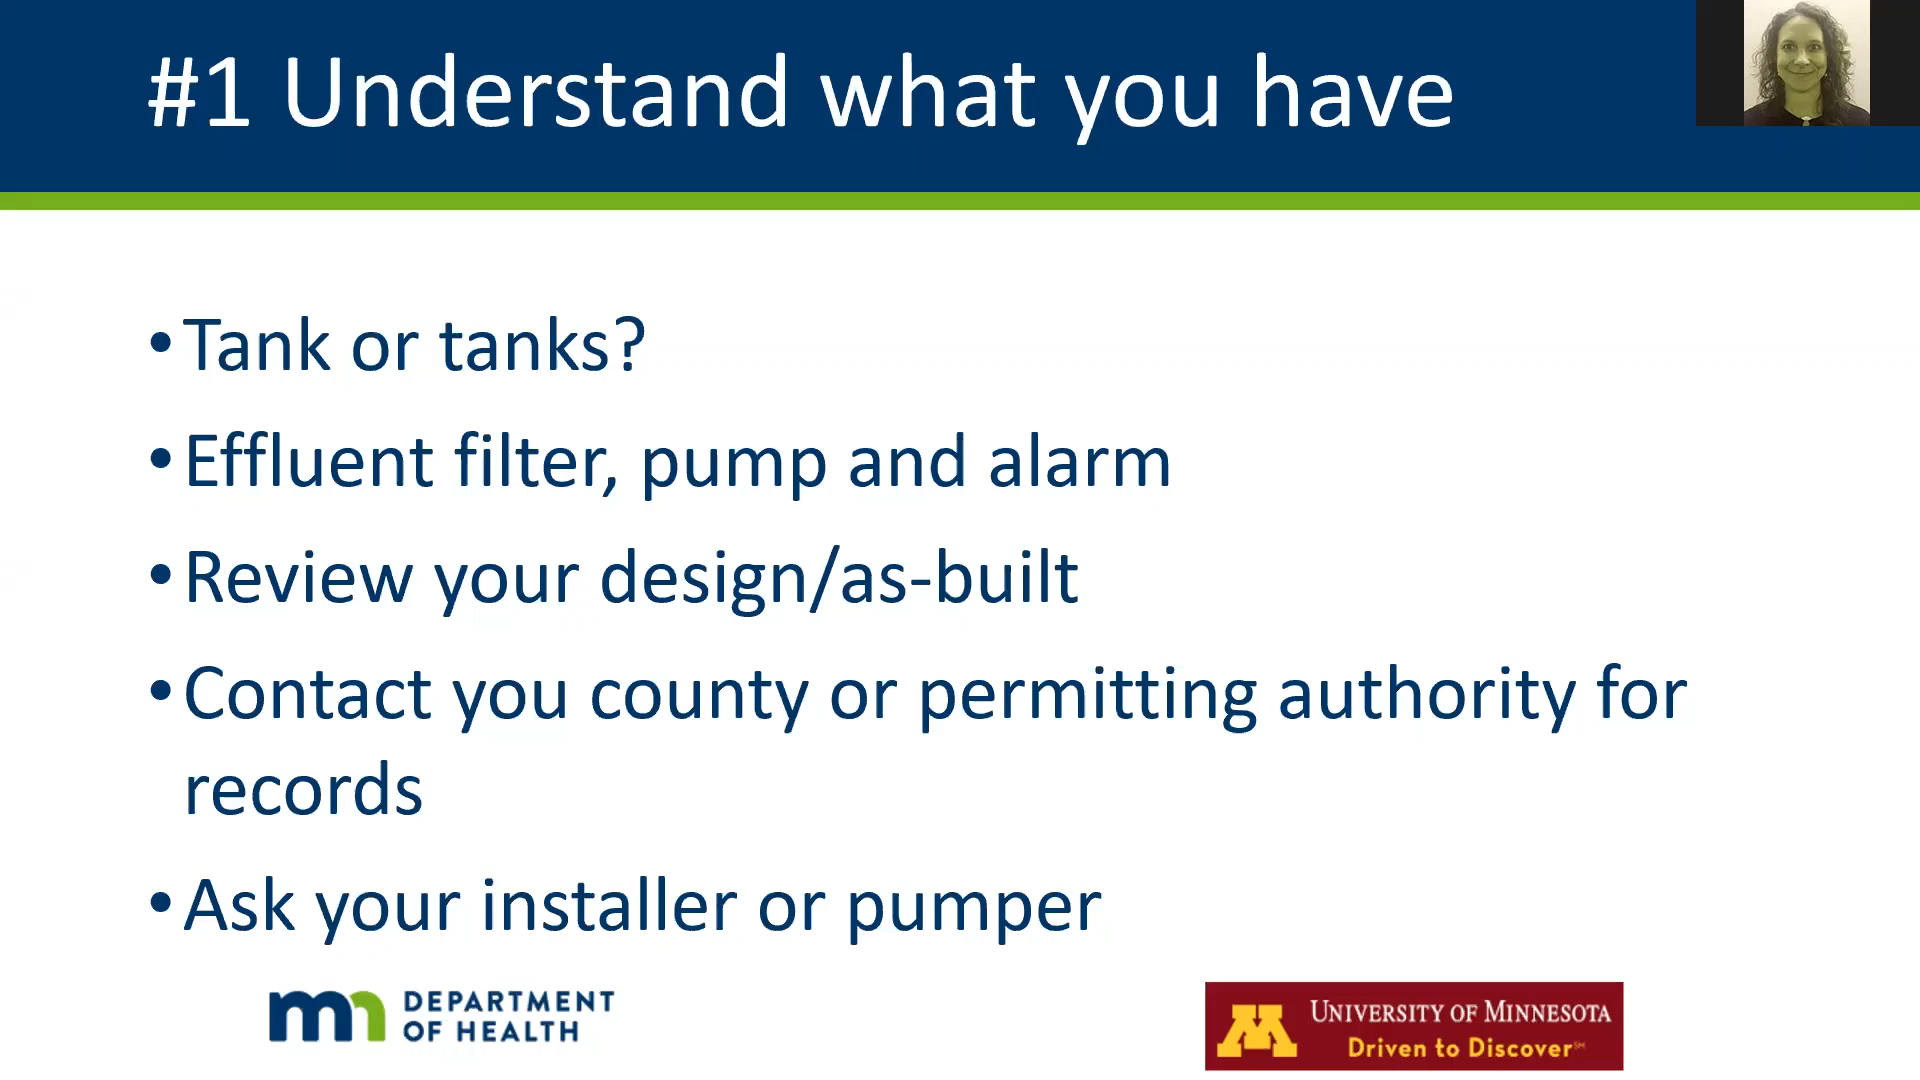 #1 Understand what you have
•Tank or tanks?
•Effluent filter, pump and alarm
•Review your design/as-built
•Contact you county or permitting authority for
records
•Ask your installer or pumper
mn DEPARTMENT
OF HEALTH
M UNIVERSITY OF MINNESOTA
Driven to Discover℠